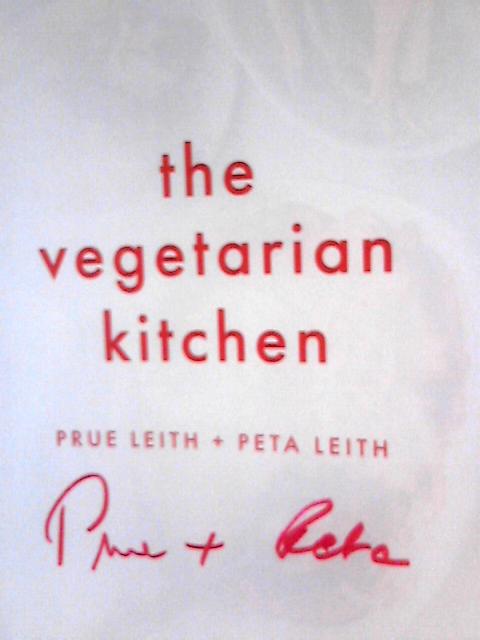 the
vegetarian
kitchen
PRUE LEITH + PETA LEITH
Prue + Peta